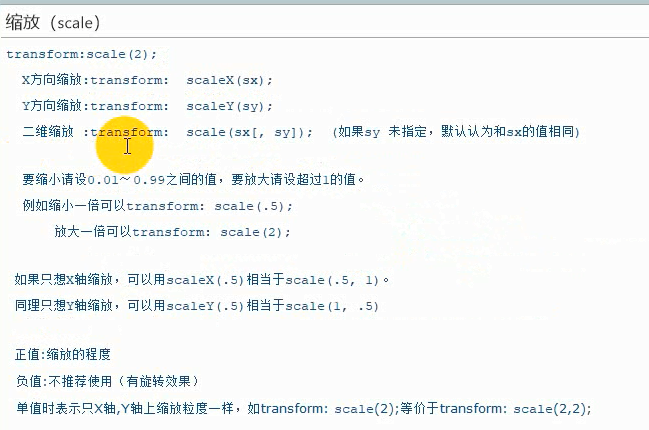 缩放（scale）
transform:scale(2);
X方向缩放:transform: scaleX(sx);
Y方向缩放:transform: scaleY(sy);
二维缩放 :transform: scale(sx[, sy]); (如果sy 未指定，默认认为和sx的值相同)
要缩小请设0.01～0.99之间的值，要放大请设超过1的值。
例如缩小一倍可以transform: scale(.5);
放大一倍可以transform: scale(2);
如果只想X轴缩放，可以用scaleX(.5)相当于scale(.5, 1)。
同理只想Y轴缩放，可以用scaleY(.5)相当于scale(1, .5)
正值:缩放的程度
负值:不推荐使用（有旋转效果）
单值时表示只X轴,Y轴上缩放粒度一样，如transform: scale(2);等价于transform: scale(2,2);